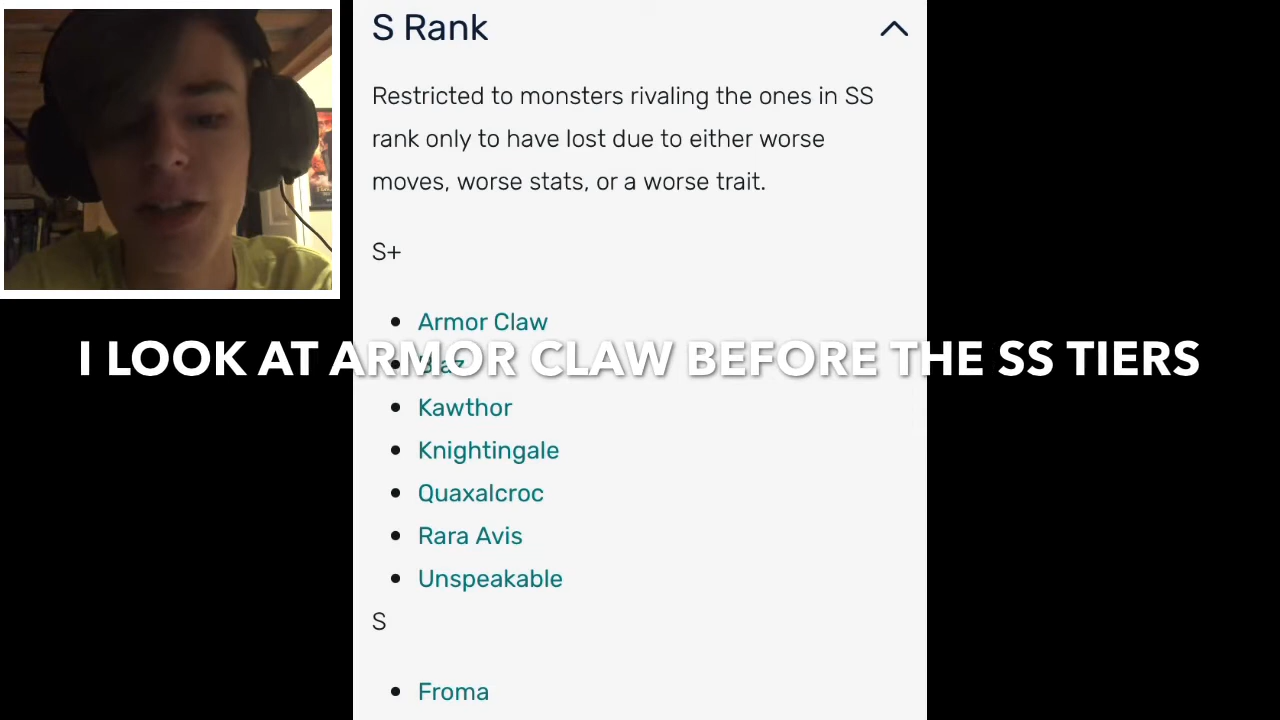 S Rank
Restricted to monsters rivaling the ones in SS
rank only to have lost due to either worse
moves, worse stats, or a worse trait.
S+
Armor Claw
I LOOK AT ARMOR CLAW BEFORE THE SS TIERS
Kawthor
Knightingale
Quaxalcroc
Rara Avis
Unspeakable
S
Froma